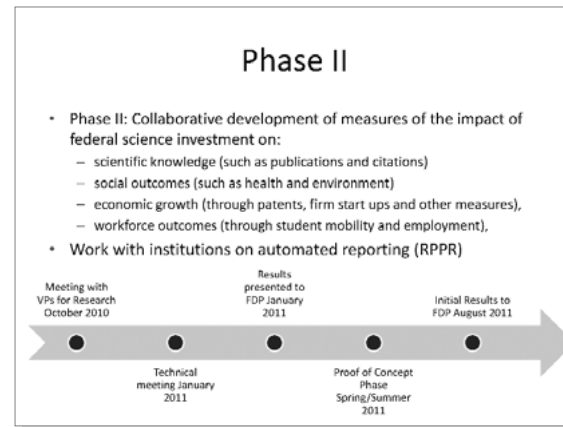 Phase II
• Phase II: Collaborative development of measures of the impact of
federal science investment on:
– scientific knowledge (such as publications and citations)
– social outcomes (such as health and environment)
– economic growth (through patents, firm start ups and other measures),
– workforce outcomes (through student mobility and employment),
• Work with institutions on automated reporting (RPPR)
Meeting with
VPs for Research
October 2010
Technical
meeting January
2011
Results
presented to
FDP January
2011
Proof of Concept
Phase
Spring/Summer
2011
Initial Results to
FDP August 2011